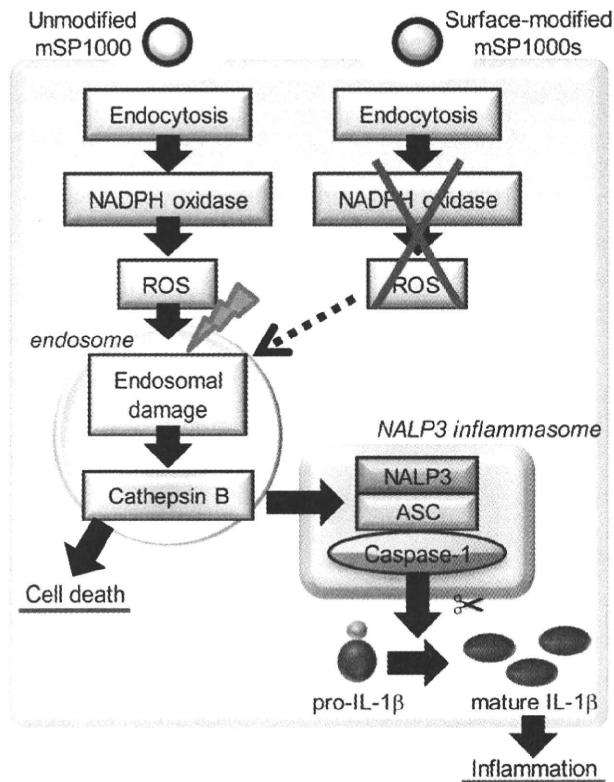 Unmodified
mSP1000
Surface-modified
mSP1000s
Endocytosis
Endocytosis
NADPH oxidase
NADPH oxidase
ROS
ROS
endosome
Endosomal
damage
Cathepsin B
Cell death
NALP3 inflammasome
NALP3
ASC
Caspase-1
pro-IL-1β
mature IL-1β
Inflammation